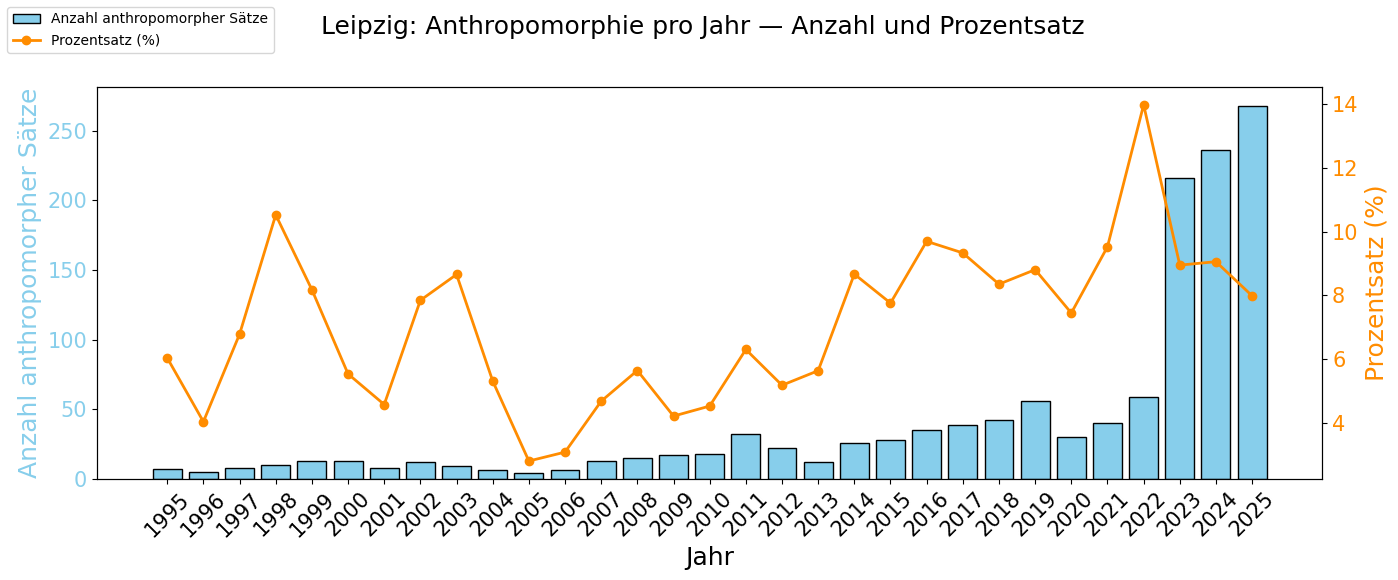 Leipzig: Anthropomorphie pro Jahr — Anzahl und Prozentsatz
Anzahl anthropomorpher Sätze
Prozentsatz (%)
Anzahl anthropomorpher Sätze
250
200
150
100
50
0
14
12
10
8
6
4
Prozentsatz (%)
1995 1996 1997 1998 1999 2000 2001 2002 2003 2004 2005 2006 2007 2008 2009 2010 2011 2012 2013 2014 2015 2016 2017 2018 2019 2020 2021 2022 2023 2024 2025
Jahr